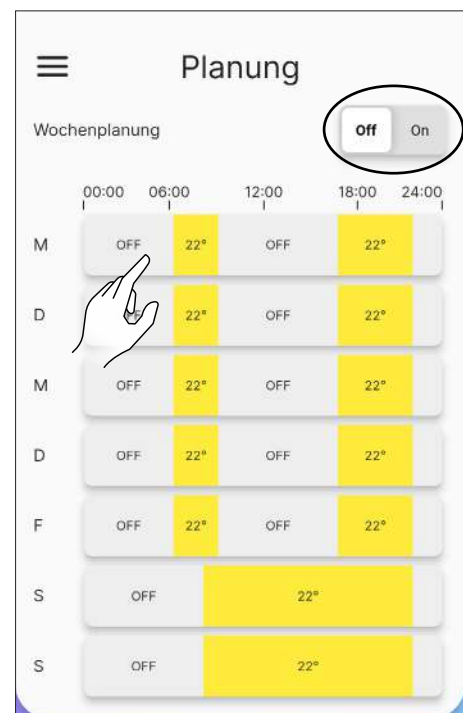 Planung
Wochenplanung Off On
00:00 06:00 12:00 18:00 24:00
M OFF 22° OFF 22°
D 22° OFF 22°
M OFF 22° OFF 22°
D OFF 22° OFF 22°
F OFF 22° OFF 22°
S OFF 22°
S OFF 22°